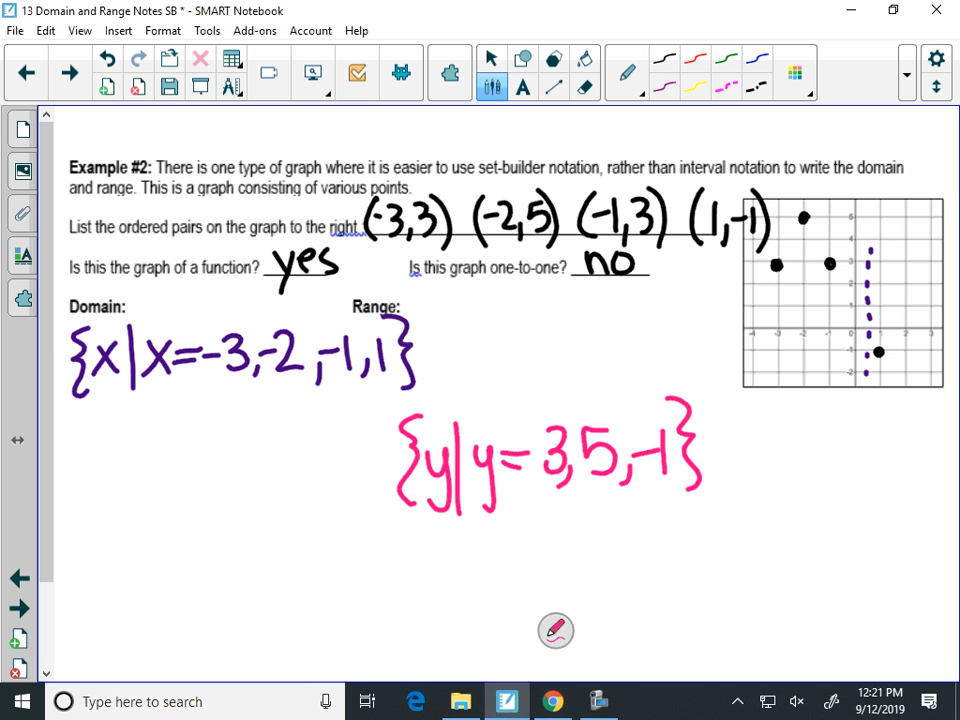 13 Domain and Range Notes SB * - SMART Notebook
File Edit View Insert Format Tools Add-ons Account Help
Example #2: There is one type of graph where it is easier to use set-builder notation, rather than interval notation to write the domain
and range. This is a graph consisting of various points.
List the ordered pairs on the graph to the right. (-3,3) (-2,5) (-1,3) (1,-1)
Is this the graph of a function? yes Is this graph one-to-one? no
Domain: Range:
{x|x=-3,-2,-1,1}
{y|y=3,5,-1}
Type here to search
12:21 PM
9/12/2019